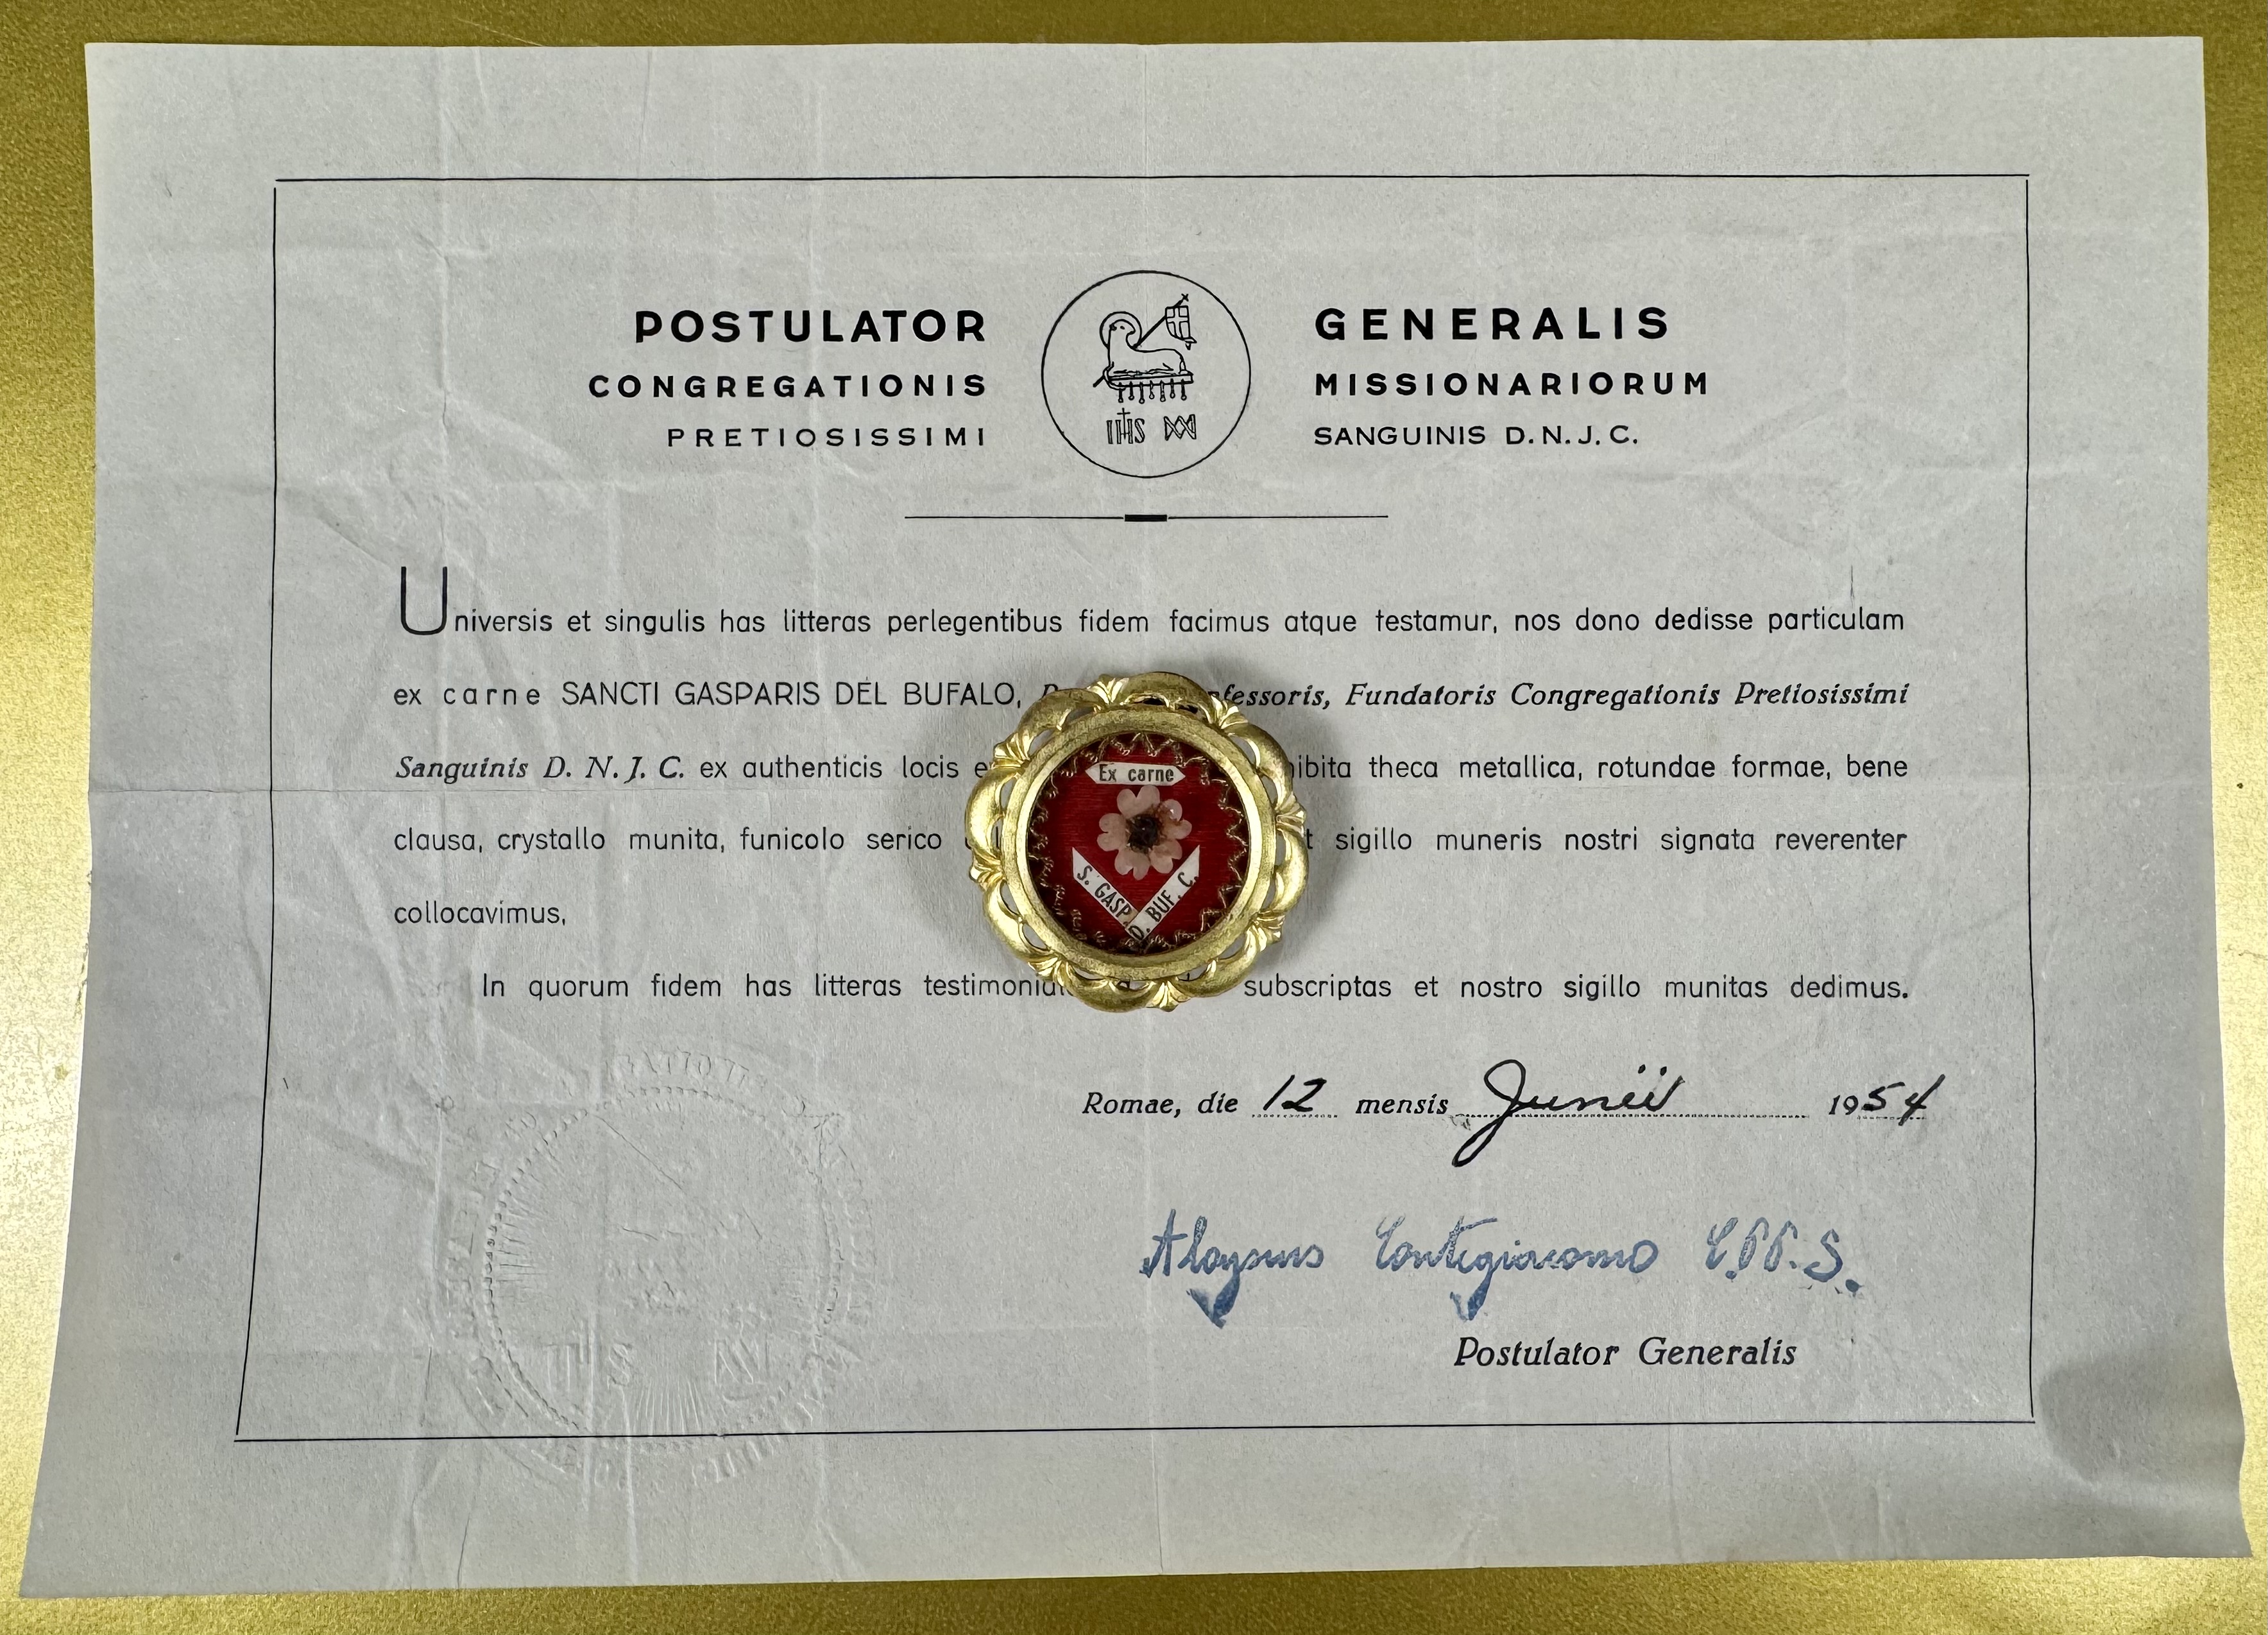 POSTULATOR GENERALIS
CONGREGATIONIS MISSIONARIORUM
PRETIOSISSIMI SANGUINIS D.N.J.C.
IHS
Universis et singulis has litteras perlegentibus fidem facimus atque testamur, nos dono dedisse particulam
ex carne SANCTI GASPARIS DEL BUFALO, Fundatoris Congregationis Pretiosissimi
Sanguinis D. N. J. C. ex authenticis locis theca metallica, rotundae formae, bene
clausa, crystallo munita, funicolo serico sigillo muneris nostri signata reverenter
collocavimus,
Ex carne
S. GASP. D. BUF. C.
In quorum fidem has litteras subscriptas et nostro sigillo munitas dedimus.
Romae, die 12 mensis Junii 1954
Aloysius Contegiacomo C.PP.S.
Postulator Generalis